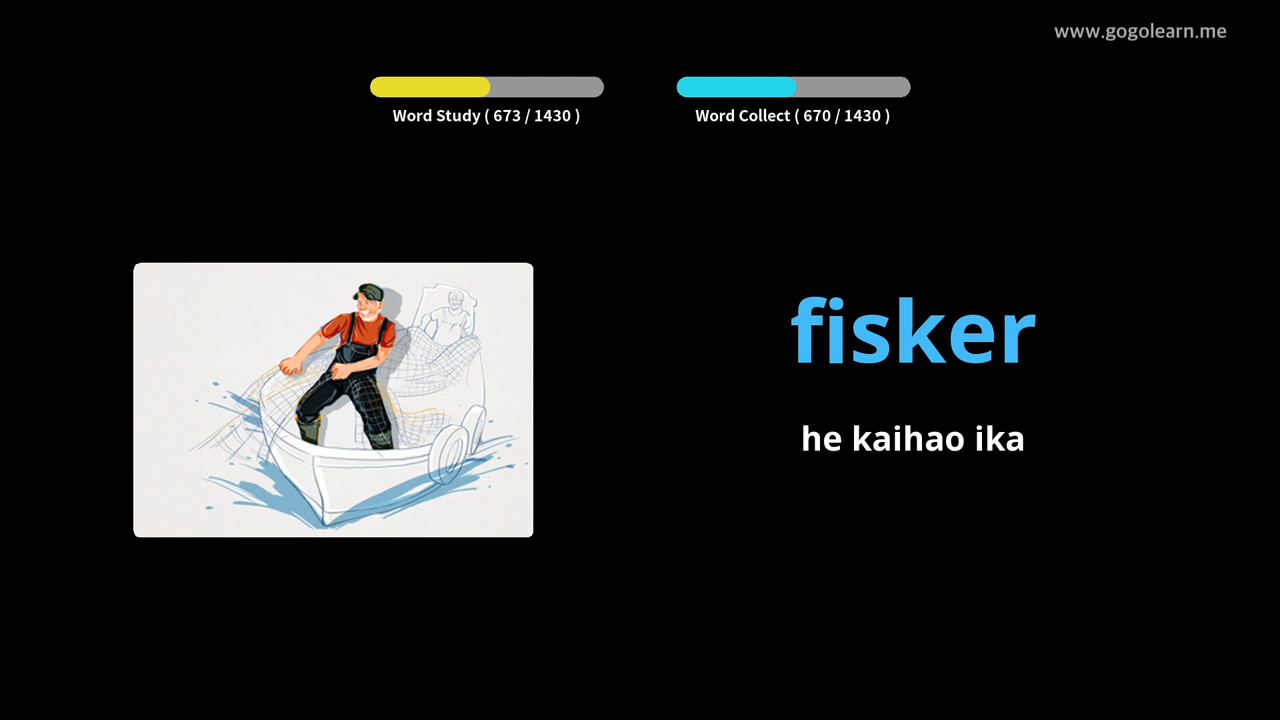 www.gogolearn.me
Word Study ( 673 / 1430 )
Word Collect ( 670 / 1430 )
fisker
he kaihao ika